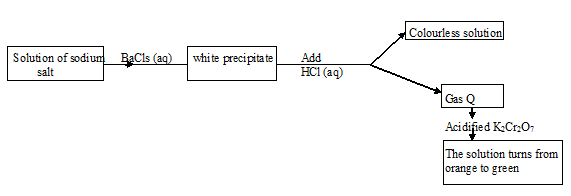 Solution of sodium
salt
BaCls (aq)
white precipitate
Add
HCl (aq)
Colourless solution
Gas Q
Acidified K₂Cr₂O₇
The solution turns from
orange to green